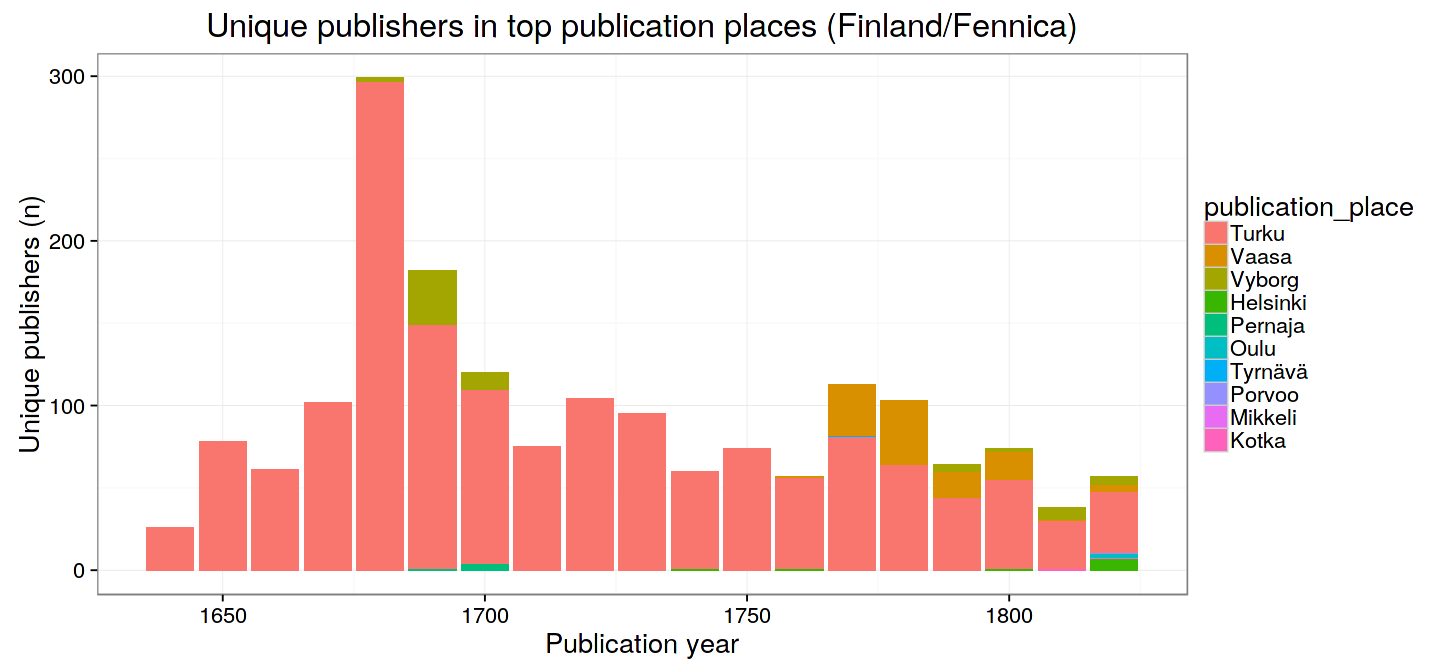 Unique publishers in top publication places (Finland/Fennica)
Unique publishers (n)
300
200
100
0
1650
1700
1750
1800
Publication year
publication_place
Turku
Vaasa
Vyborg
Helsinki
Pernaja
Oulu
Tyrnävä
Porvoo
Mikkeli
Kotka